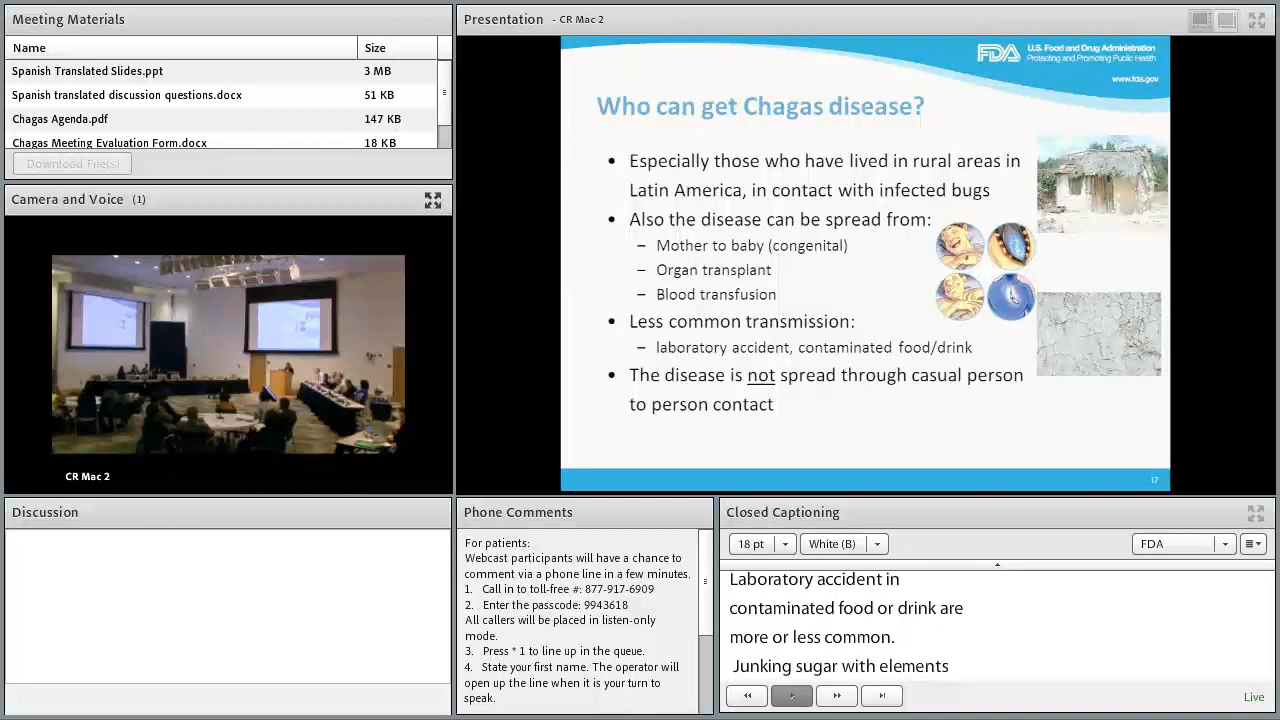 Meeting Materials
Name Size
Spanish Translated Slides.ppt 3 MB
Spanish translated discussion questions.docx 51 KB
Chagas Agenda.pdf 147 KB
Chagas Meeting Evaluation Form.docx 18 KB
Download File(s)
Camera and Voice (1)
CR Mac 2
Presentation - CR Mac 2
FDA U.S. Food and Drug Administration
Protecting and Promoting Public Health
www.fda.gov
Who can get Chagas disease?
• Especially those who have lived in rural areas in
Latin America, in contact with infected bugs
• Also the disease can be spread from:
– Mother to baby (congenital)
– Organ transplant
– Blood transfusion
• Less common transmission:
– laboratory accident, contaminated food/drink
• The disease is not spread through casual person
to person contact
17
Discussion
Phone Comments
For patients:
Webcast participants will have a chance to
comment via a phone line in a few minutes.
1. Call in to toll-free #: 877-917-6909
2. Enter the passcode: 9943618
All callers will be placed in listen-only
mode.
3. Press * 1 to line up in the queue.
4. State your first name. The operator will
open up the line when it is your turn to
speak.
Closed Captioning
18 pt White (B) FDA
Laboratory accident in
contaminated food or drink are
more or less common.
Junking sugar with elements
Live